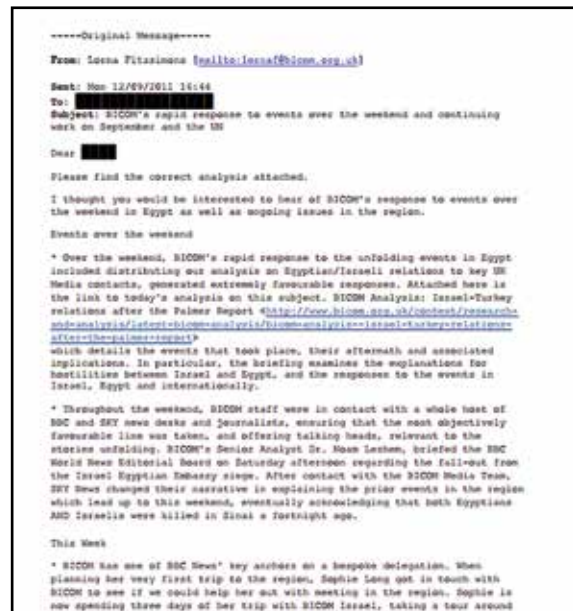 -----Original Message-----
From: Lorna Fitzsimons [mailto:lornaf@bicom.org.uk]
Sent: Mon 12/09/2011 16:44
To:
Subject: BICOM's rapid response to events over the weekend and continuing
work on September and the UN
Dear
Please find the correct analysis attached.
I thought you would be interested to hear of BICOM's response to events over
the weekend in Egypt as well as ongoing issues in the region.
Events over the weekend
* Over the weekend, BICOM's rapid response to the unfolding events in Egypt
included distributing our analysis on Egyptian/Israeli relations to key UK
Media contacts, generated extremely favourable responses. Attached here is
the link to today's analysis on this subject. BICOM Analysis: Israel-Turkey
relations after the Palmer Report <http://www.bicom.org.uk/context/research-
and-analysis/latest-bicom-analysis/bicom-analysis--israel-turkey-relations-
after-the-palmer-report>
which details the events that took place, their aftermath and associated
implications. In particular, the briefing examines the explanations for
hostilities between Israel and Egypt, and the responses to the events in
Israel, Egypt and internationally.
* Throughout the weekend, BICOM staff were in contact with a whole host of
BBC and SKY news desks and journalists, ensuring that the most objectively
favourable line was taken, and offering talking heads, relevant to the
stories unfolding. BICOM's Senior Analyst Dr. Noam Leshem, briefed the BBC
World News Editorial Board on Saturday afternoon regarding the fall-out from
the Israel Egyptian Embassy siege. After contact with the BICOM Media Team,
SKY News changed their narrative in explaining the prior events in the region
which lead up to this weekend, eventually acknowledging that both Egyptians
AND Israelis were killed in Sinai a fortnight ago.
This Week
* BICOM has one of BBC News' key anchors on a bespoke delegation. When
planning her very first trip to the region, Sophie Long got in touch with
BICOM to see if we could help her out with meeting in the region. Sophie is
now spending three days of her trip with BICOM Israel, taking a tour around